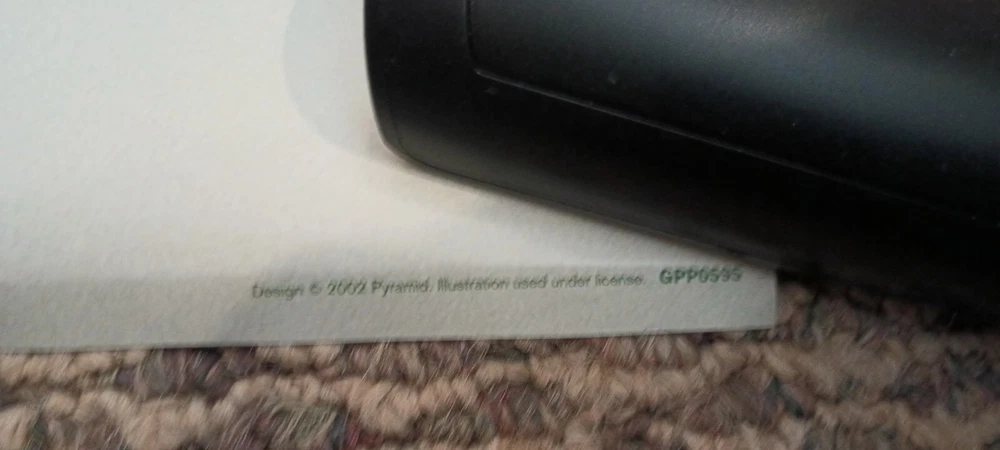 Design © 2002 Pyramid. Illustration used under license. GPP0595